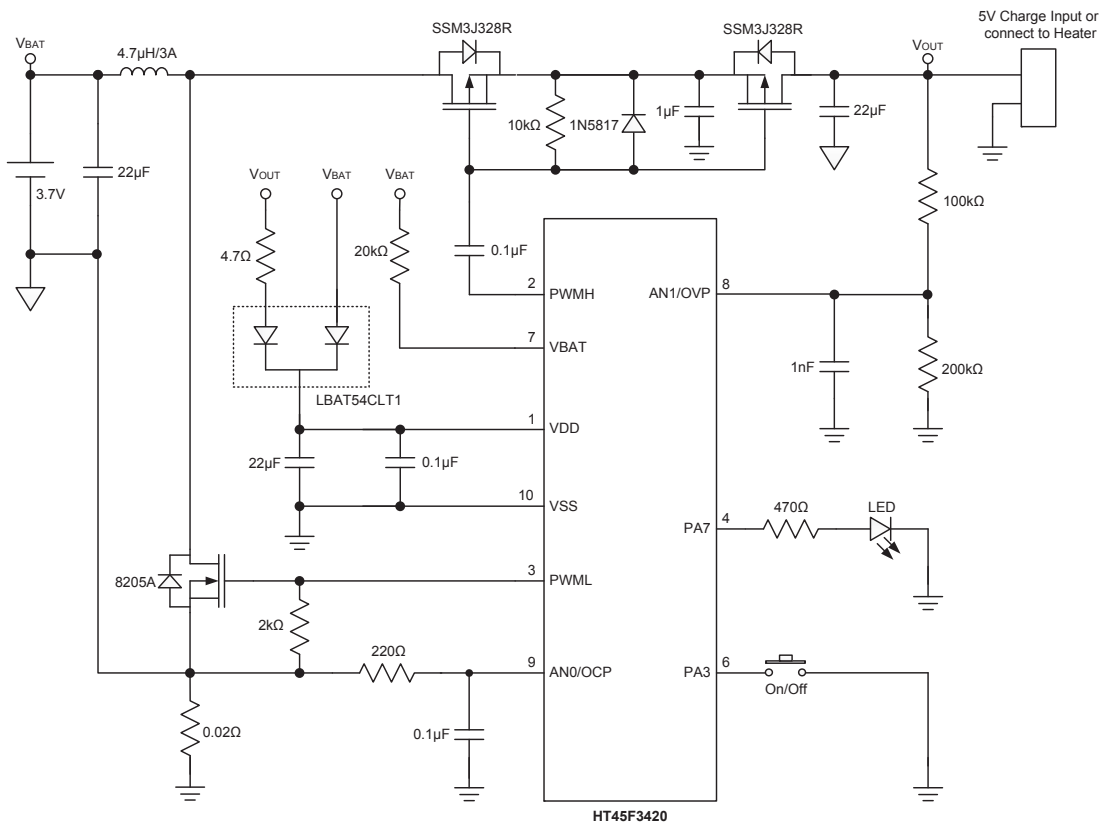 5V Charge Input or
connect to Heater
SSM3J328R
SSM3J328R
VBAT
4.7µH/3A
VOUT
10kΩ
1N5817
1µF
22µF
22µF
3.7V
VOUT
VBAT
VBAT
100kΩ
4.7Ω
20kΩ
0.1µF
2
PWMH
AN1/OVP
8
7
VBAT
1nF
200kΩ
LBAT54CLT1
1
VDD
22µF
0.1µF
10
VSS
470Ω
LED
PA7
4
8205A
3
PWML
2kΩ
220Ω
9
AN0/OCP
PA3
6
On/Off
0.02Ω
0.1µF
HT45F3420